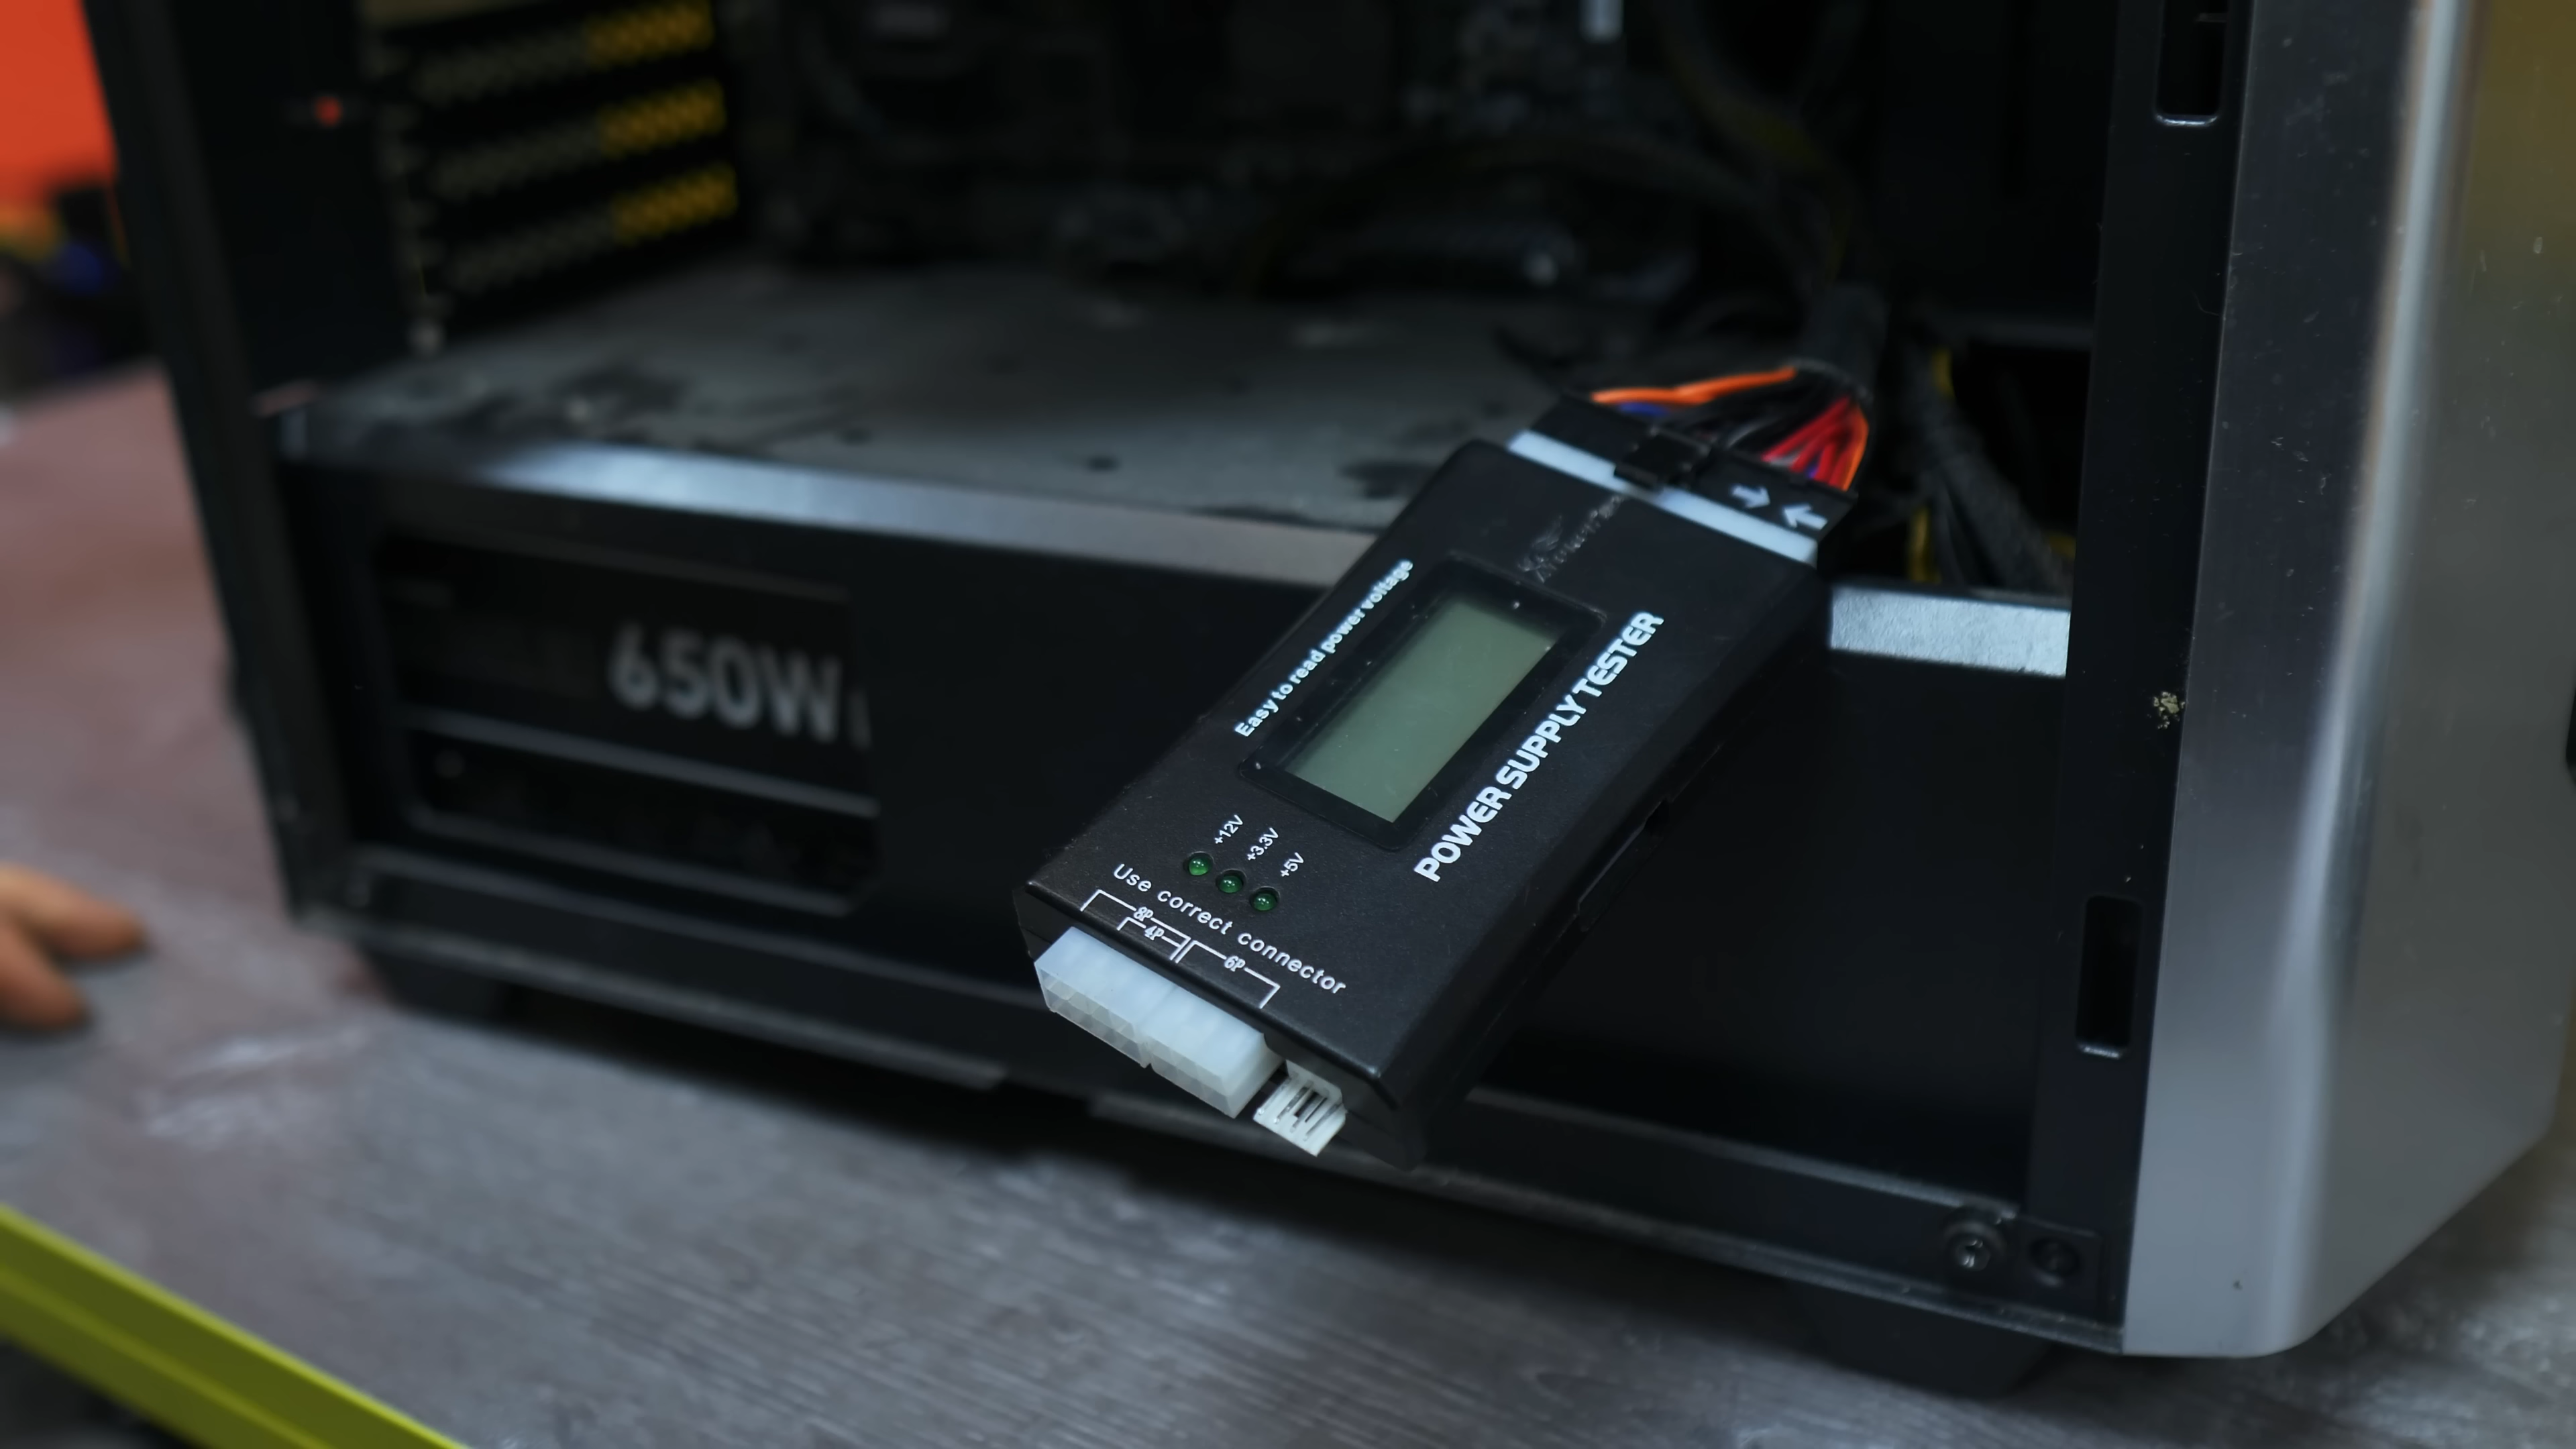 650W
Easy to read power voltage
POWER SUPPLY TESTER
+12V
+3.3V
+5V
Use correct connector
8P
4P
6P